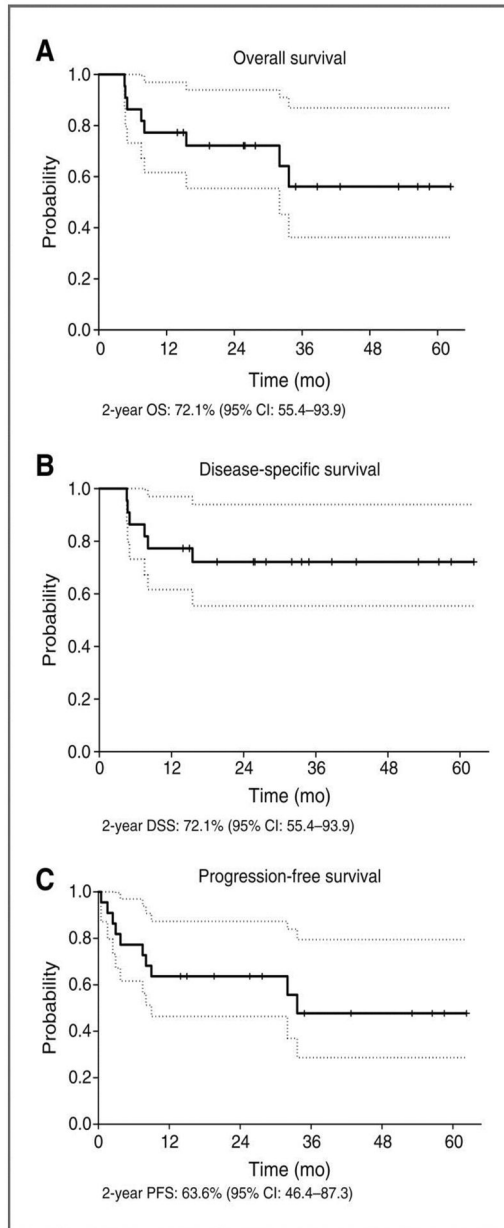 A
Overall survival
1.0
0.8
0.6
0.4
0.2
0.0
Probability
0 12 24 36 48 60
Time (mo)
2-year OS: 72.1% (95% CI: 55.4–93.9)
B
Disease-specific survival
1.0
0.8
0.6
0.4
0.2
0.0
Probability
0 12 24 36 48 60
Time (mo)
2-year DSS: 72.1% (95% CI: 55.4–93.9)
C
Progression-free survival
1.0
0.8
0.6
0.4
0.2
0.0
Probability
0 12 24 36 48 60
Time (mo)
2-year PFS: 63.6% (95% CI: 46.4–87.3)